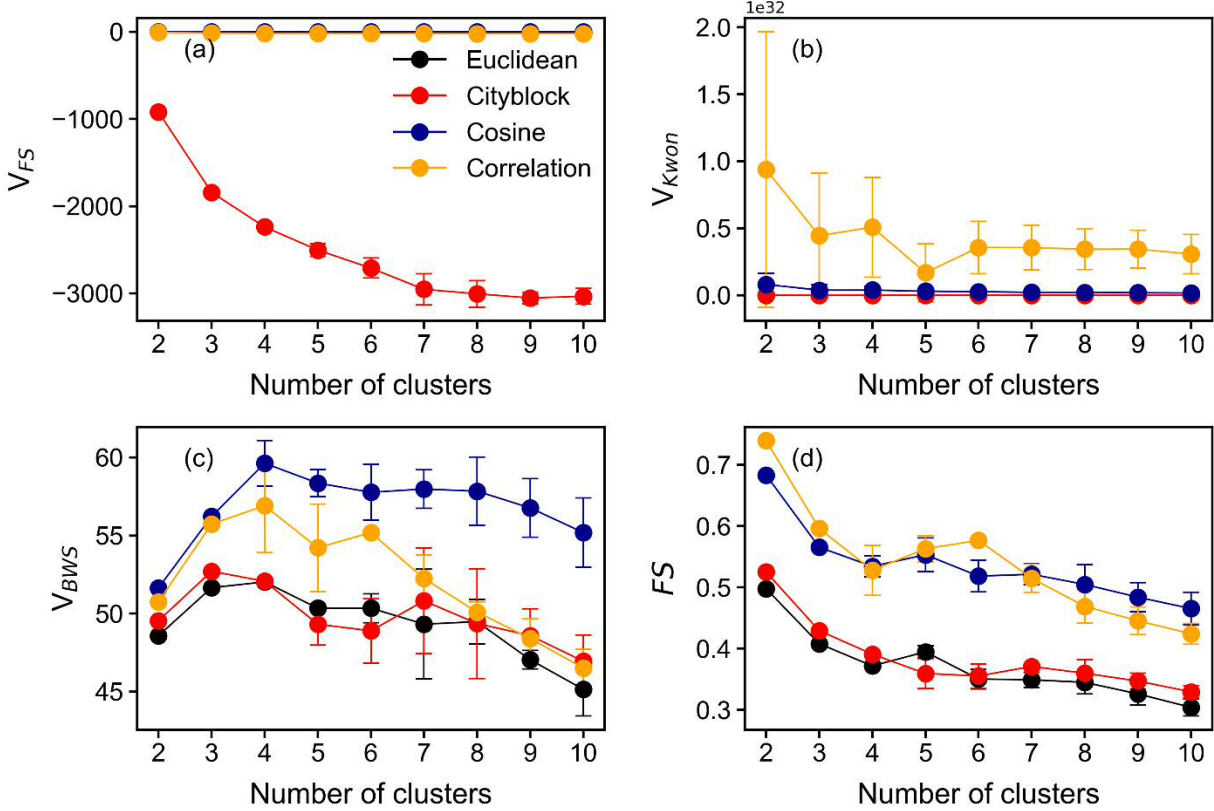 1e32
0
−1000
−2000
−3000
V_FS
(a)
Euclidean
Cityblock
Cosine
Correlation
2 3 4 5 6 7 8 9 10
Number of clusters
2.0
1.5
1.0
0.5
0.0
V_Kwon
(b)
2 3 4 5 6 7 8 9 10
Number of clusters
60
55
50
45
V_BWS
(c)
2 3 4 5 6 7 8 9 10
Number of clusters
0.7
0.6
0.5
0.4
0.3
FS
(d)
2 3 4 5 6 7 8 9 10
Number of clusters